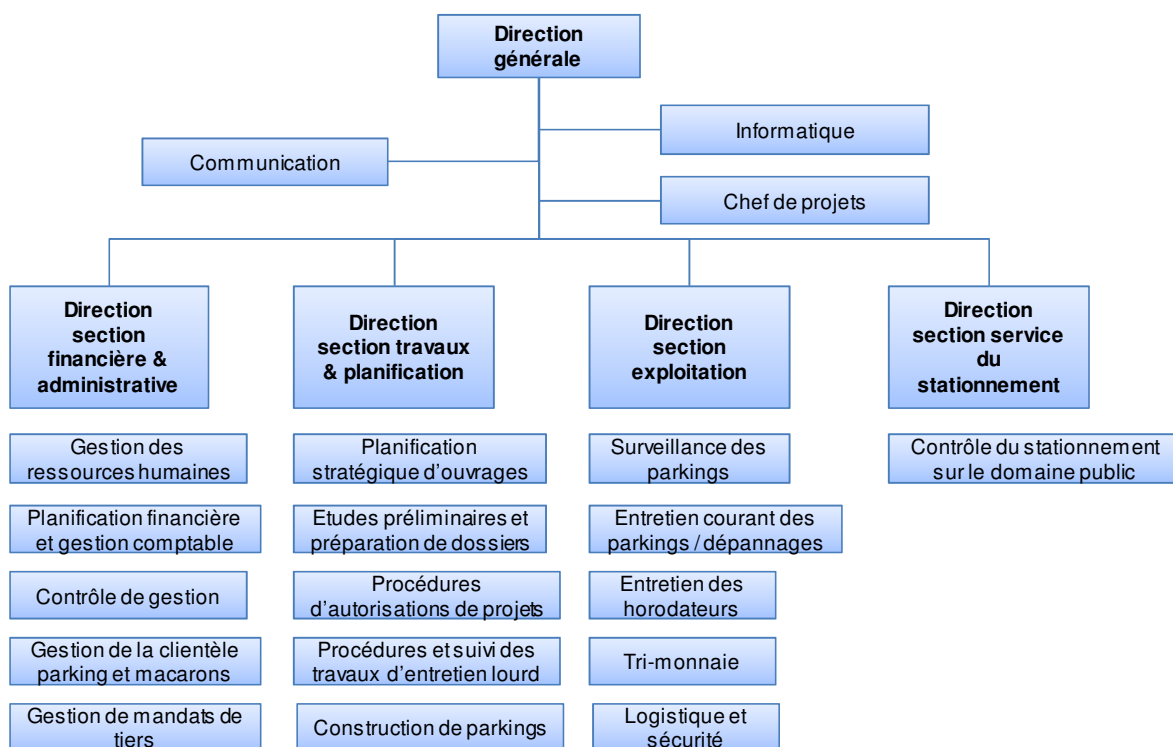 Direction
générale
Informatique
Communication
Chef de projets
Direction
section
financière &
administrative
Direction
section travaux
& planification
Direction
section
exploitation
Direction
section service
du
stationnement
Gestion des
ressources humaines
Planification
stratégique d’ouvrages
Surveillance des
parkings
Contrôle du stationnement
sur le domaine public
Planification financière
et gestion comptable
Etudes préliminaires et
préparation de dossiers
Entretien courant des
parkings / dépannages
Contrôle de gestion
Procédures
d’autorisations de projets
Entretien des
horodateurs
Gestion de la clientèle
parking et macarons
Procédures et suivi des
travaux d’entretien lourd
Tri-monnaie
Gestion de mandats de
tiers
Construction de parkings
Logistique et
sécurité